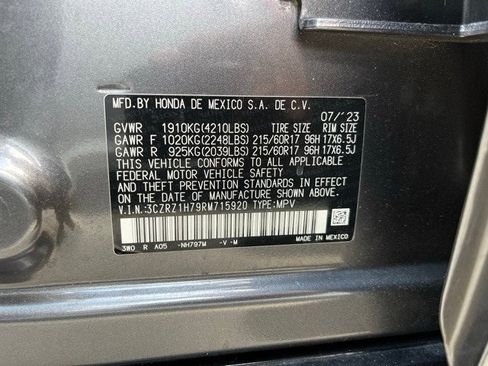 MFD. BY HONDA DE MEXICO S.A. DE C.V.
07/'23
GVWR 1910KG(4210LBS) TIRE SIZE RIM SIZE
GAWR F 1020KG(2248LBS) 215/60R17 96H 17X6.5J
GAWR R 925KG(2039LBS) 215/60R17 96H 17X6.5J
THIS VEHICLE CONFORMS TO ALL APPLICABLE
FEDERAL MOTOR VEHICLE SAFETY AND
THEFT PREVENTION STANDARDS IN EFFECT ON
THE DATE OF MANUFACTURE SHOWN ABOVE.
V.I.N.:3CZRZ1H79RM715920 TYPE:MPV
3W0 R A05 -NH797M -V -M
MADE IN MEXICO